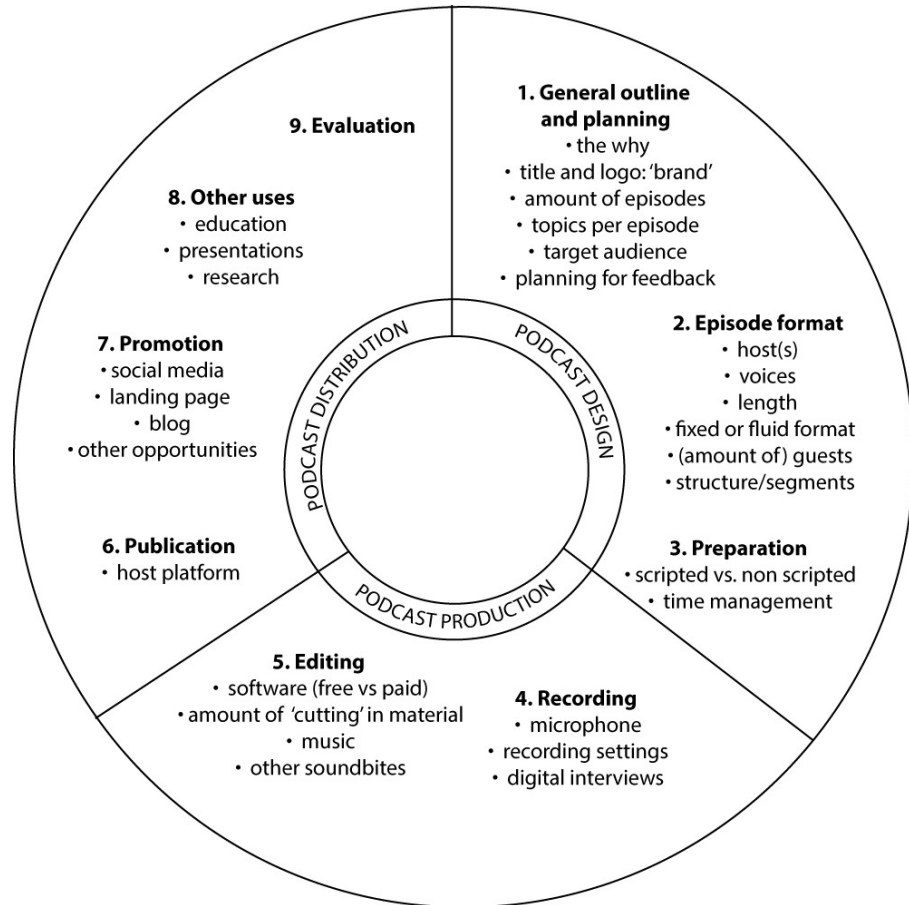 1. General outline
and planning
• the why
• title and logo: ‘brand’
• amount of episodes
• topics per episode
• target audience
• planning for feedback
2. Episode format
• host(s)
• voices
• length
• fixed or fluid format
• (amount of) guests
• structure/segments
3. Preparation
• scripted vs. non scripted
• time management
4. Recording
• microphone
• recording settings
• digital interviews
5. Editing
• software (free vs paid)
• amount of ‘cutting’ in material
• music
• other soundbites
6. Publication
• host platform
7. Promotion
• social media
• landing page
• blog
• other opportunities
8. Other uses
• education
• presentations
• research
9. Evaluation
PODCAST DESIGN
PODCAST PRODUCTION
PODCAST DISTRIBUTION